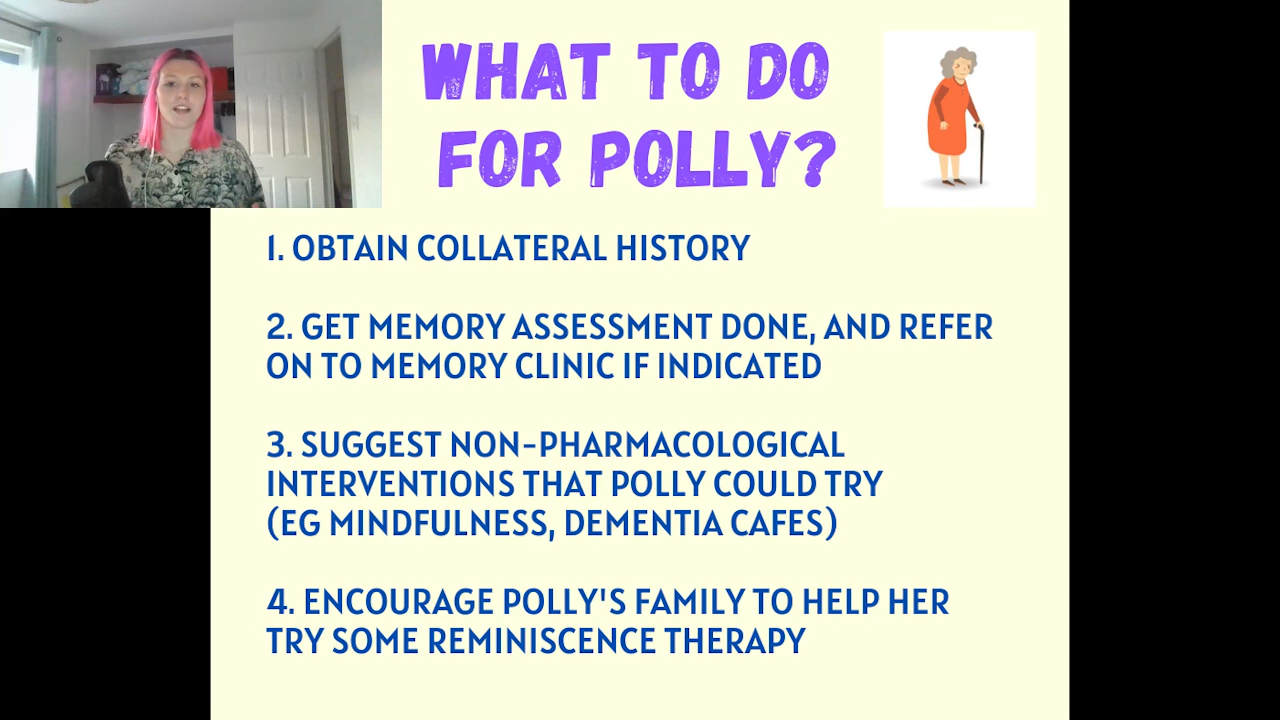 WHAT TO DO
FOR POLLY?
1. OBTAIN COLLATERAL HISTORY
2. GET MEMORY ASSESSMENT DONE, AND REFER
ON TO MEMORY CLINIC IF INDICATED
3. SUGGEST NON-PHARMACOLOGICAL
INTERVENTIONS THAT POLLY COULD TRY
(EG MINDFULNESS, DEMENTIA CAFES)
4. ENCOURAGE POLLY'S FAMILY TO HELP HER
TRY SOME REMINISCENCE THERAPY